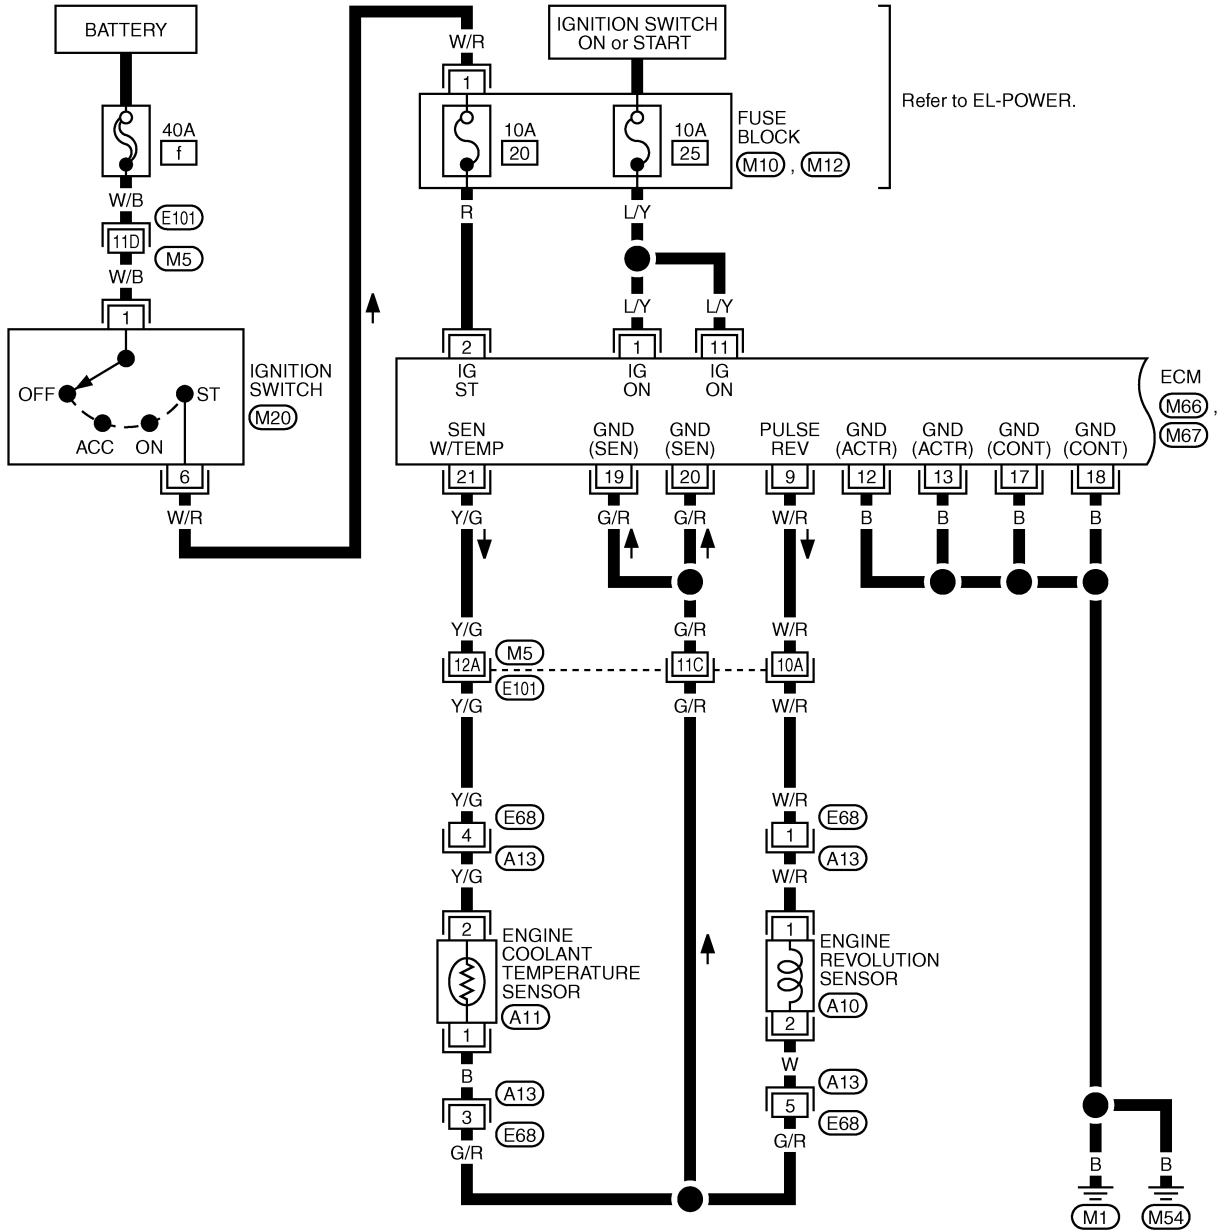 BATTERY
IGNITION SWITCH
ON or START
W/R
1
Refer to EL-POWER.
40A
f
10A
20
10A
25
FUSE
BLOCK
M10 , M12
W/B
E101
11D
M5
W/B
R
L/Y
L/Y
L/Y
1
2
1
11
IG
ST
IG
ON
IG
ON
OFF
ST
ACC
ON
IGNITION
SWITCH
M20
ECM
M66 ,
M67
SEN
W/TEMP
GND
(SEN)
GND
(SEN)
PULSE
REV
GND
(ACTR)
GND
(ACTR)
GND
(CONT)
GND
(CONT)
6
21
19
20
9
12
13
17
18
W/R
Y/G
G/R
G/R
W/R
B
B
B
B
Y/G
G/R
W/R
12A
M5
E101
11C
10A
Y/G
G/R
W/R
Y/G
W/R
4
E68
A13
1
E68
A13
Y/G
W/R
2
1
ENGINE
COOLANT
TEMPERATURE
SENSOR
A11
ENGINE
REVOLUTION
SENSOR
A10
1
2
B
W
A13
3
E68
A13
5
E68
G/R
G/R
B
B
M1
M54